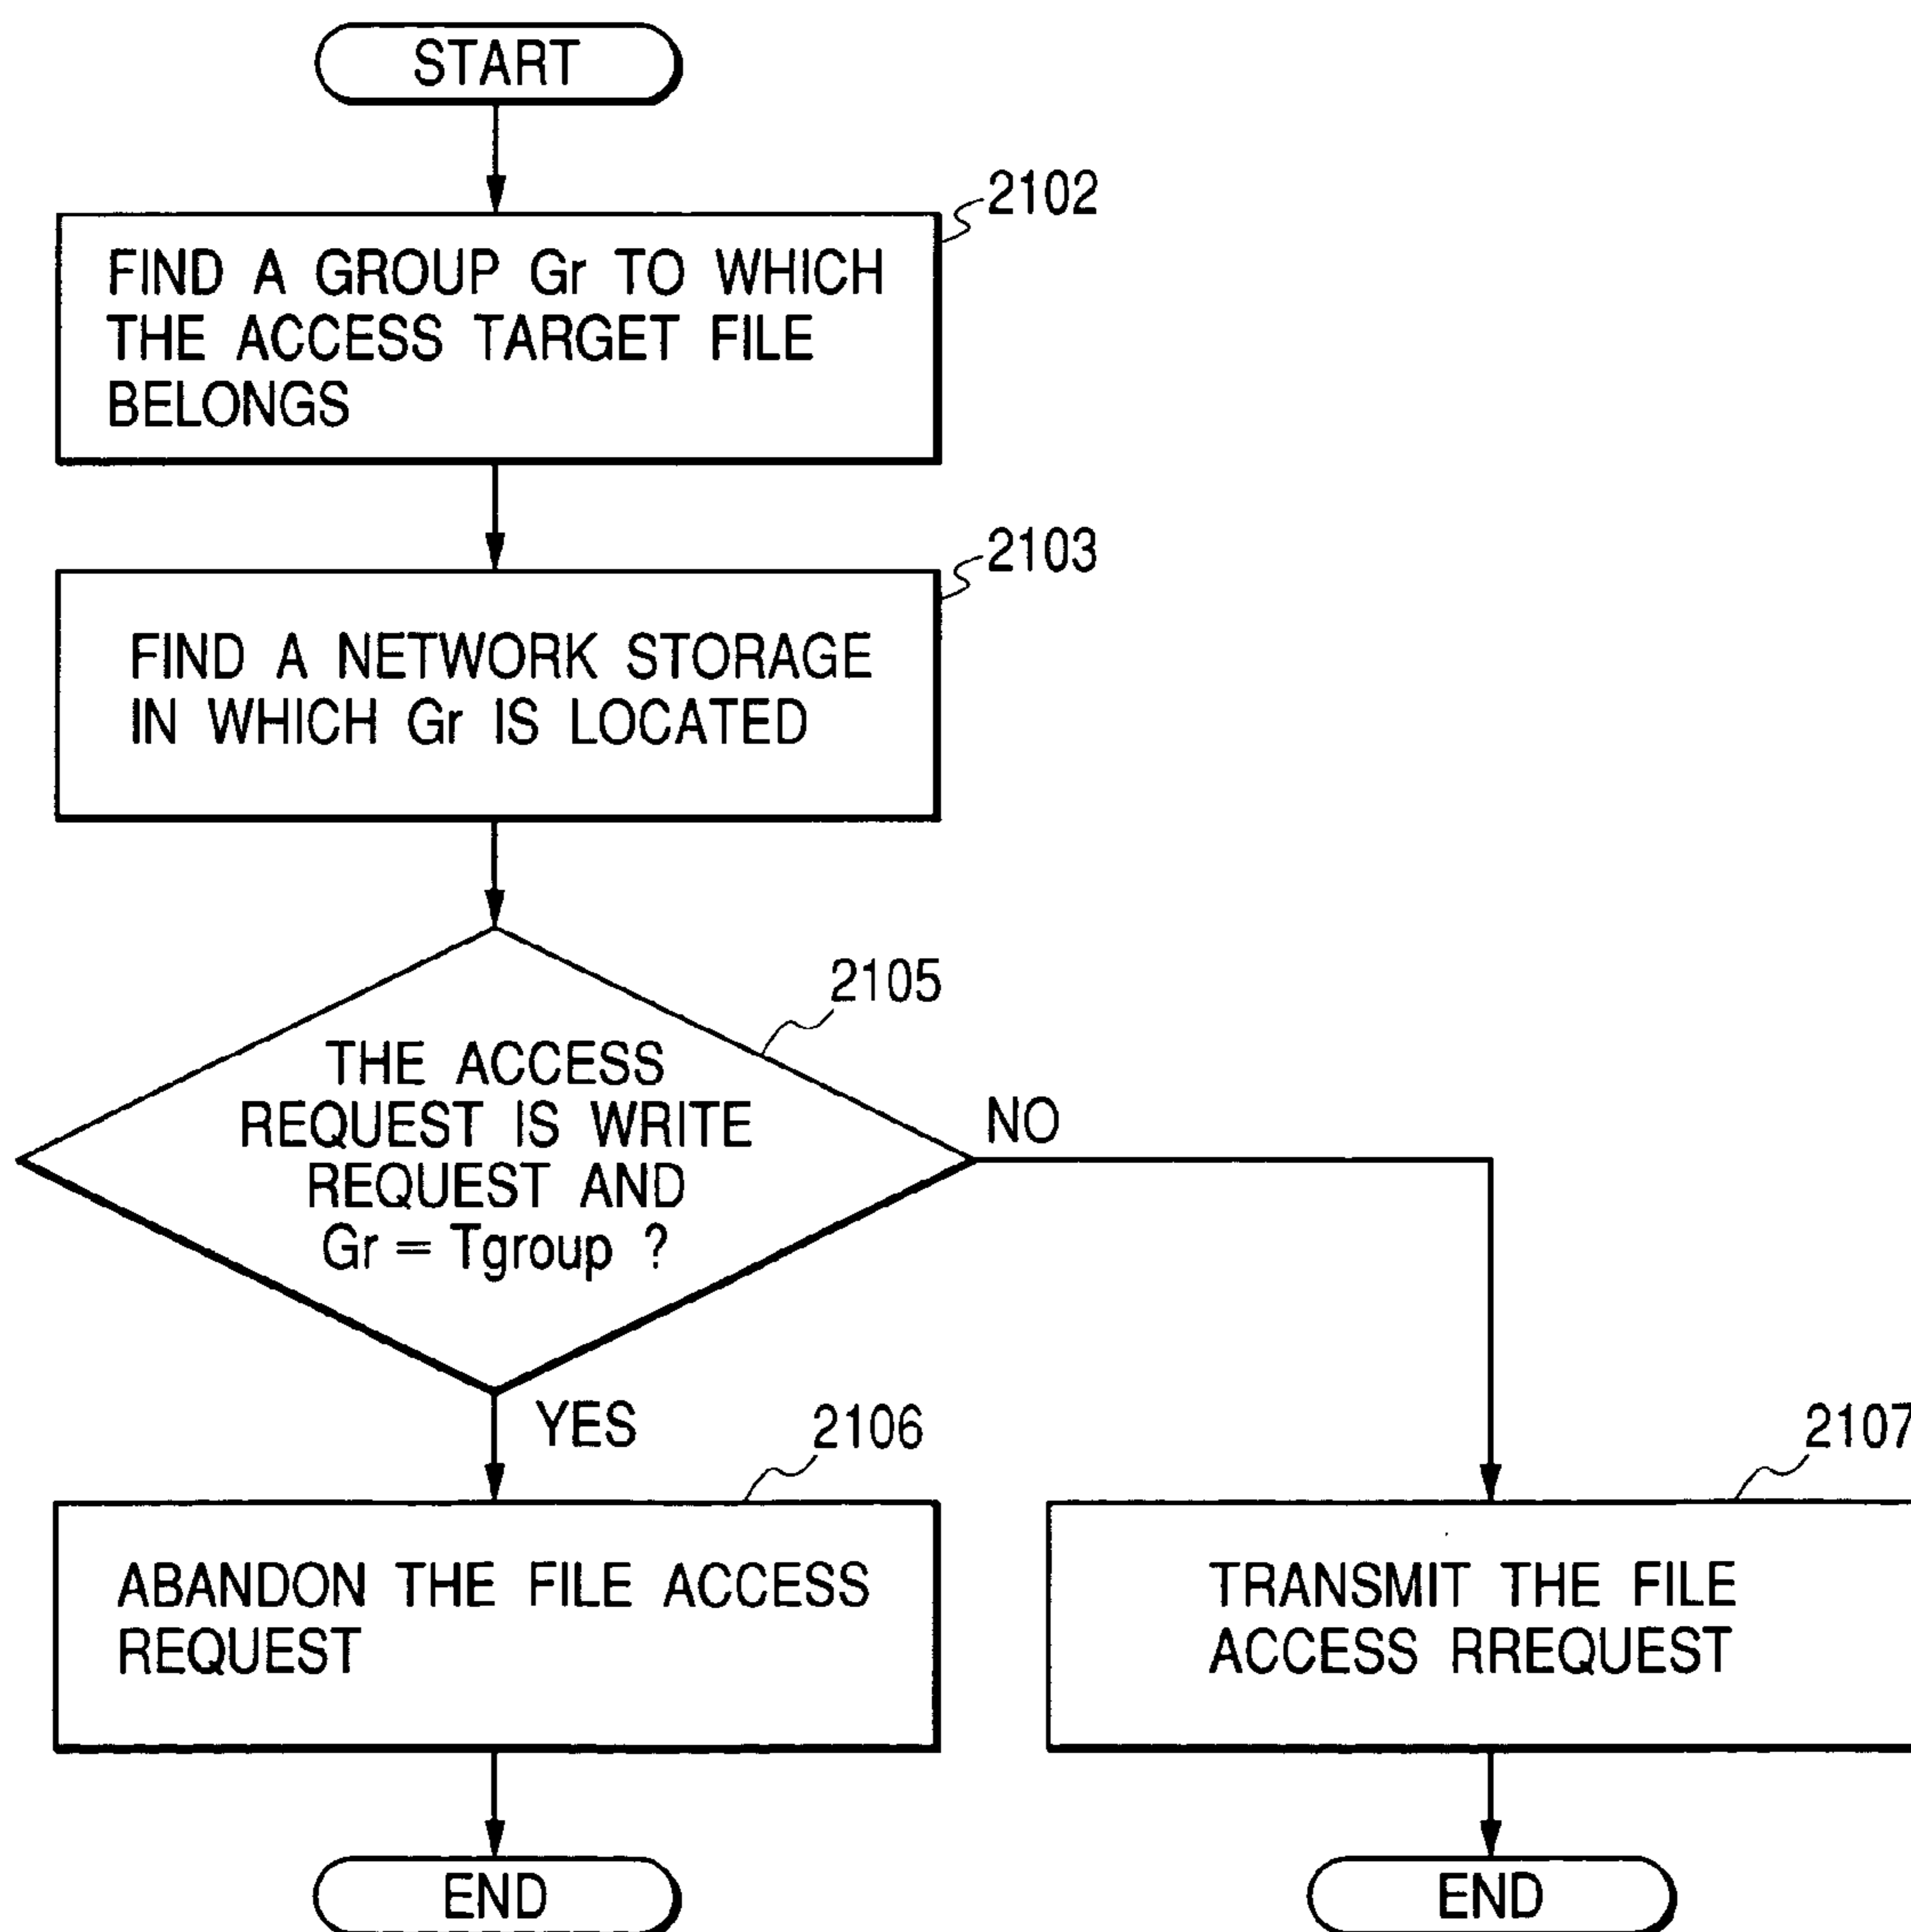 START
2102
FIND A GROUP Gr TO WHICH
THE ACCESS TARGET FILE
BELONGS
2103
FIND A NETWORK STORAGE
IN WHICH Gr IS LOCATED
2105
THE ACCESS
REQUEST IS WRITE
REQUEST AND
Gr = Tgroup ?
NO
YES
2106
ABANDON THE FILE ACCESS
REQUEST
2107
TRANSMIT THE FILE
ACCESS RREQUEST
END
END